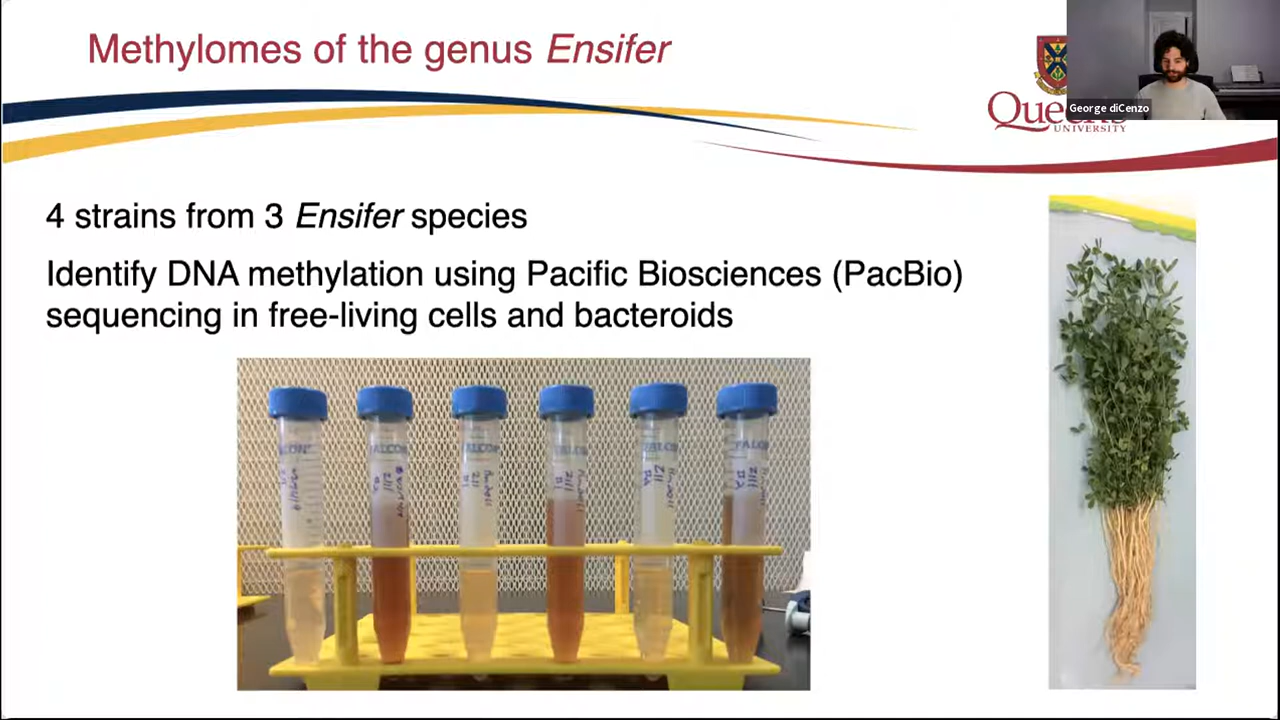 Methylomes of the genus Ensifer
George diCenzo
UNIVERSITY
4 strains from 3 Ensifer species
Identify DNA methylation using Pacific Biosciences (PacBio)
sequencing in free-living cells and bacteroids